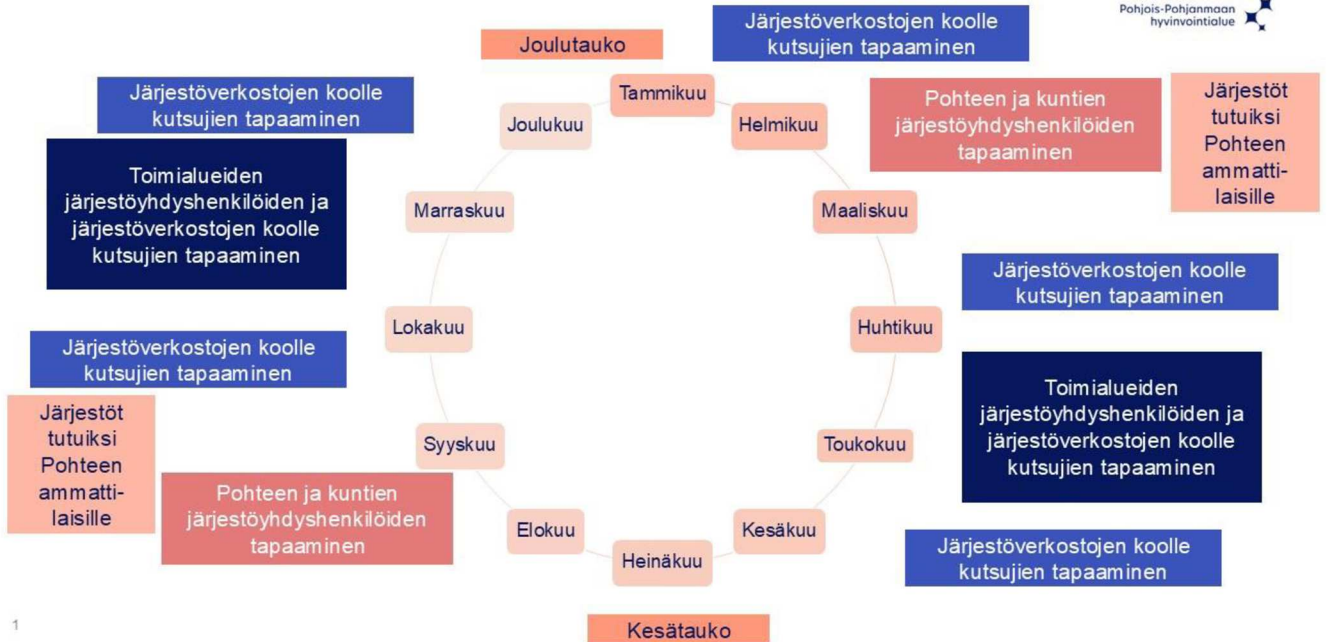 Pohjois-Pohjanmaan
hyvinvointialue
Joulutauko
Järjestöverkostojen koolle
kutsujien tapaaminen
Järjestöverkostojen koolle
kutsujien tapaaminen
Tammikuu
Joulukuu
Helmikuu
Pohteen ja kuntien
järjestöyhdyshenkilöiden
tapaaminen
Järjestöt
tutuiksi
Pohteen
ammatti-
laisille
Toimialueiden
järjestöyhdyshenkilöiden ja
järjestöverkostojen koolle
kutsujien tapaaminen
Marraskuu
Maaliskuu
Järjestöverkostojen koolle
kutsujien tapaaminen
Lokakuu
Huhtikuu
Järjestöverkostojen koolle
kutsujien tapaaminen
Toimialueiden
järjestöyhdyshenkilöiden ja
järjestöverkostojen koolle
kutsujien tapaaminen
Järjestöt
tutuiksi
Pohteen
ammatti-
laisille
Syyskuu
Toukokuu
Pohteen ja kuntien
järjestöyhdyshenkilöiden
tapaaminen
Elokuu
Kesäkuu
Heinäkuu
Järjestöverkostojen koolle
kutsujien tapaaminen
Kesätauko
1